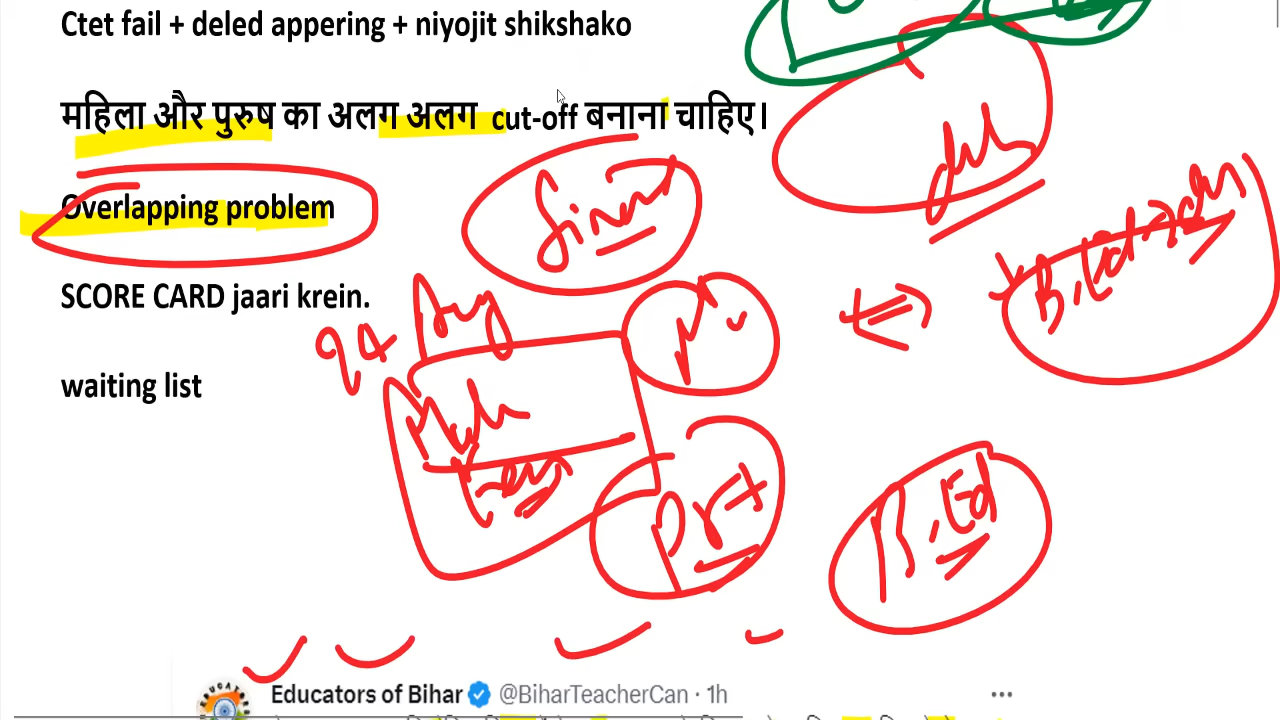 Ctet fail + deled appering + niyojit shikshako
महिला और पुरुष का अलग अलग cut-off बनाना चाहिए।
Overlapping problem
SCORE CARD jaari krein.
24 Aug
waiting list
Male
Prt
B.Ed
B.Ed
Educators of Bihar @BiharTeacherCan · 1h